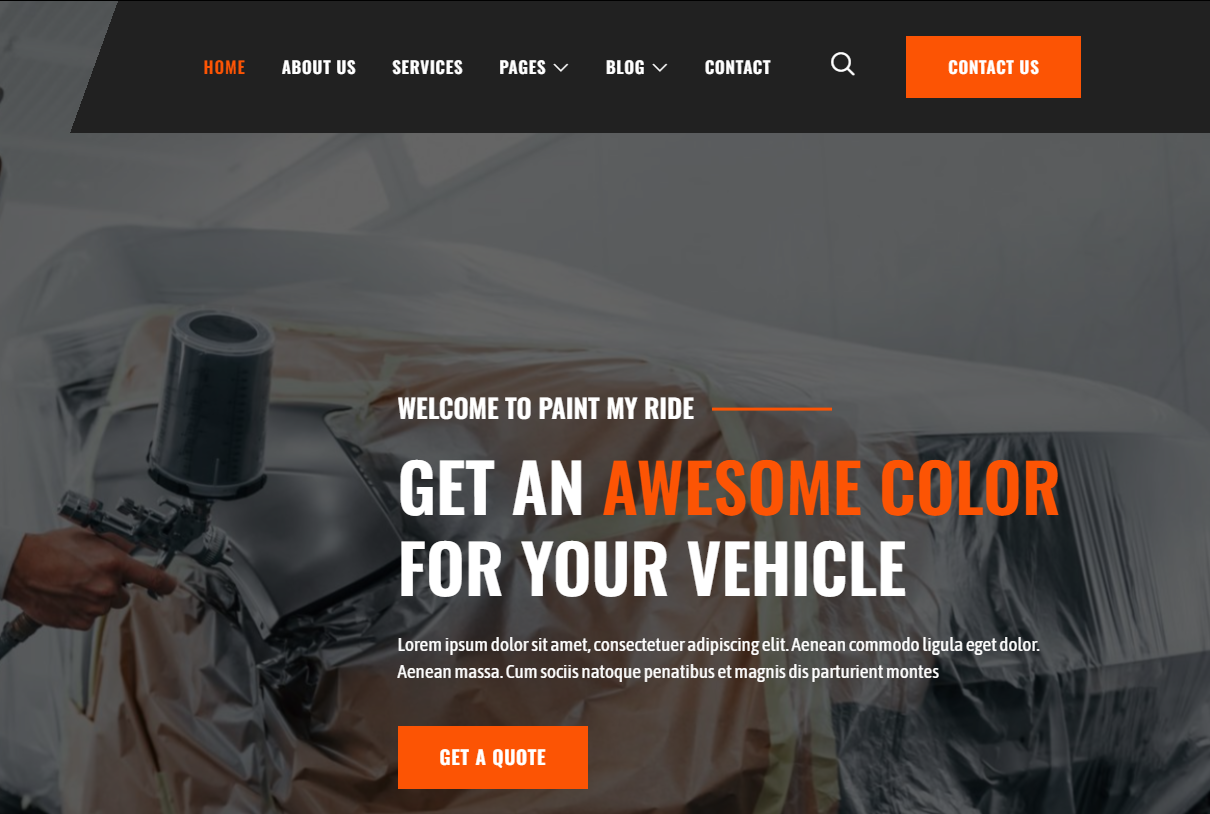 HOME ABOUT US SERVICES PAGES BLOG CONTACT CONTACT US
WELCOME TO PAINT MY RIDE
GET AN AWESOME COLOR
FOR YOUR VEHICLE
Lorem ipsum dolor sit amet, consectetuer adipiscing elit. Aenean commodo ligula eget dolor.
Aenean massa. Cum sociis natoque penatibus et magnis dis parturient montes
GET A QUOTE